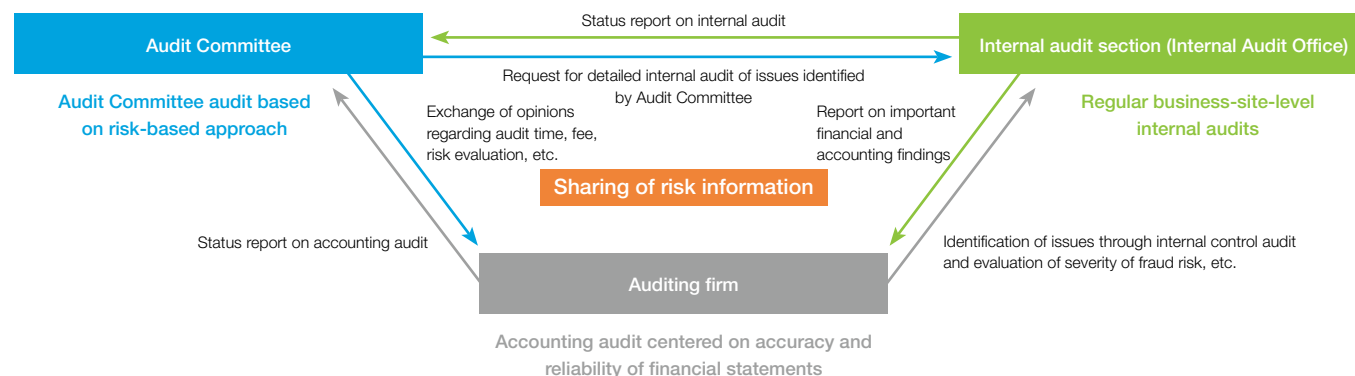 Status report on internal audit
Audit Committee
Internal audit section (Internal Audit Office)
Request for detailed internal audit of issues identified
by Audit Committee
Audit Committee audit based
on risk-based approach
Regular business-site-level
internal audits
Exchange of opinions
regarding audit time, fee,
risk evaluation, etc.
Report on important
financial and
accounting findings
Sharing of risk information
Status report on accounting audit
Identification of issues through internal control audit
and evaluation of severity of fraud risk, etc.
Auditing firm
Accounting audit centered on accuracy and
reliability of financial statements